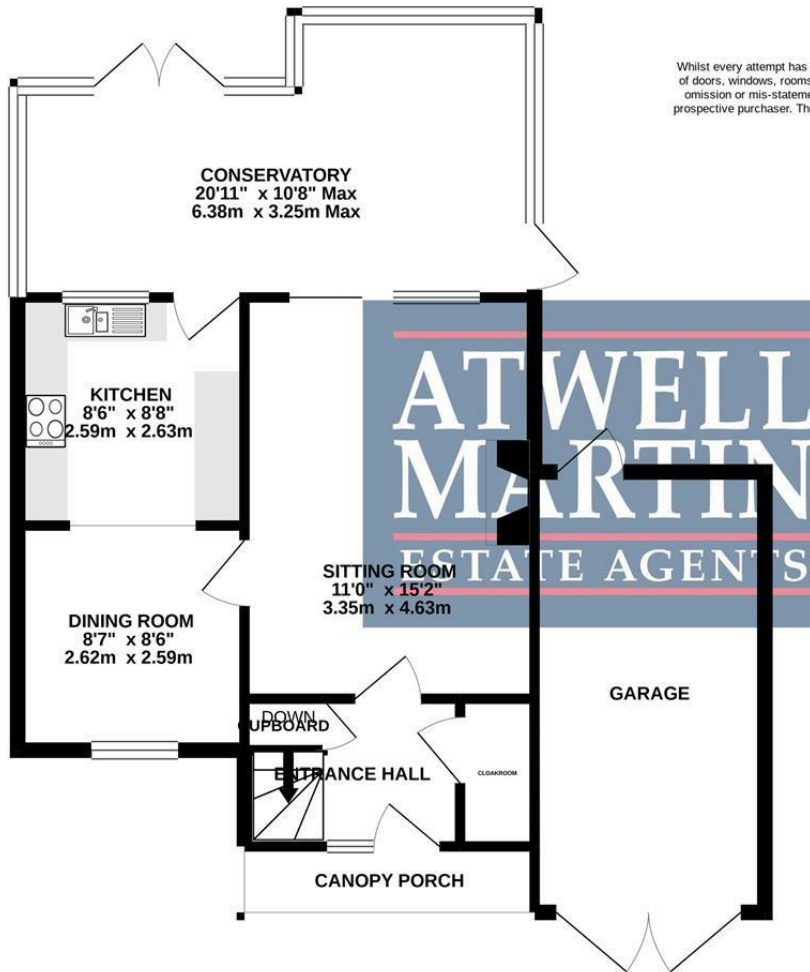 Whilst every attempt has
of doors, windows, rooms
omission or mis-stateme
prospective purchaser. The
CONSERVATORY
20'11" x 10'8" Max
6.38m x 3.25m Max
KITCHEN
8'6" x 8'8"
2.59m x 2.63m
ATWELL
MARTIN
ESTATE AGENTS
SITTING ROOM
11'0" x 15'2"
3.35m x 4.63m
DINING ROOM
8'7" x 8'6"
2.62m x 2.59m
GARAGE
DOWN
CUPBOARD
ENTRANCE HALL
CLOAKROOM
CANOPY PORCH